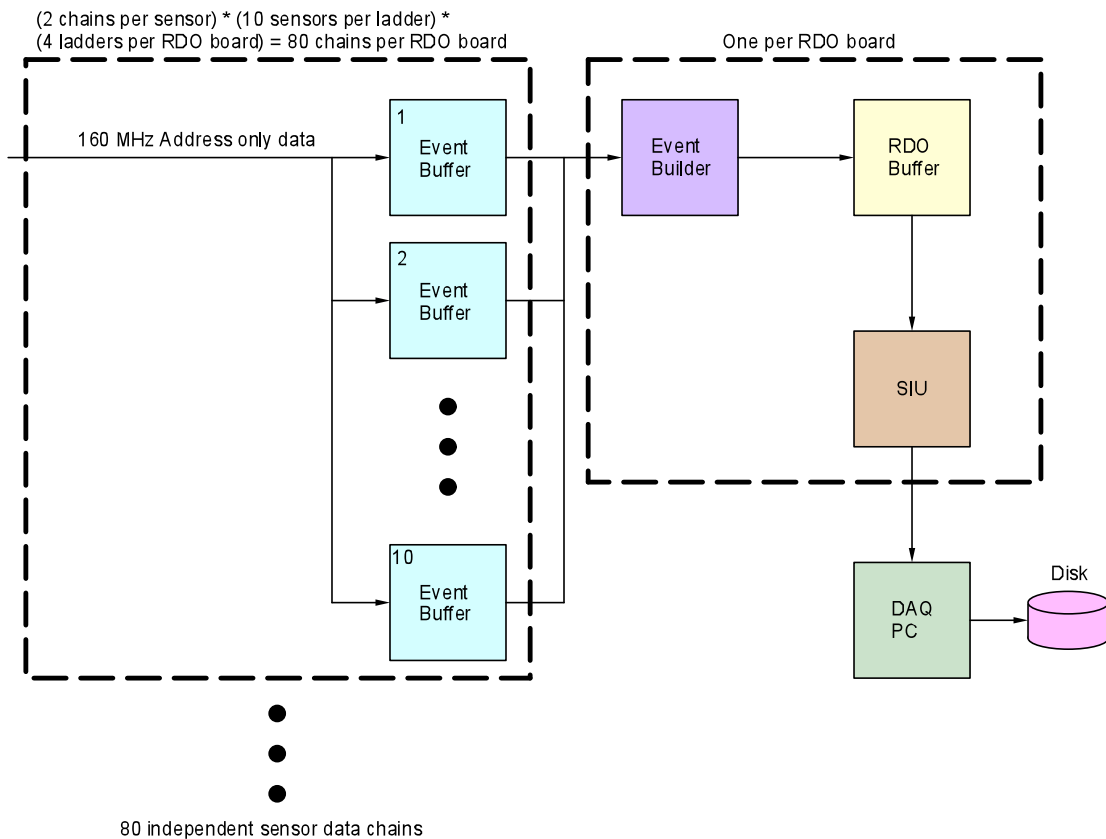 (2 chains per sensor) * (10 sensors per ladder) *
(4 ladders per RDO board) = 80 chains per RDO board
One per RDO board
160 MHz Address only data
1
Event
Buffer
Event
Builder
RDO
Buffer
2
Event
Buffer
SIU
10
Event
Buffer
DAQ
PC
Disk
80 independent sensor data chains